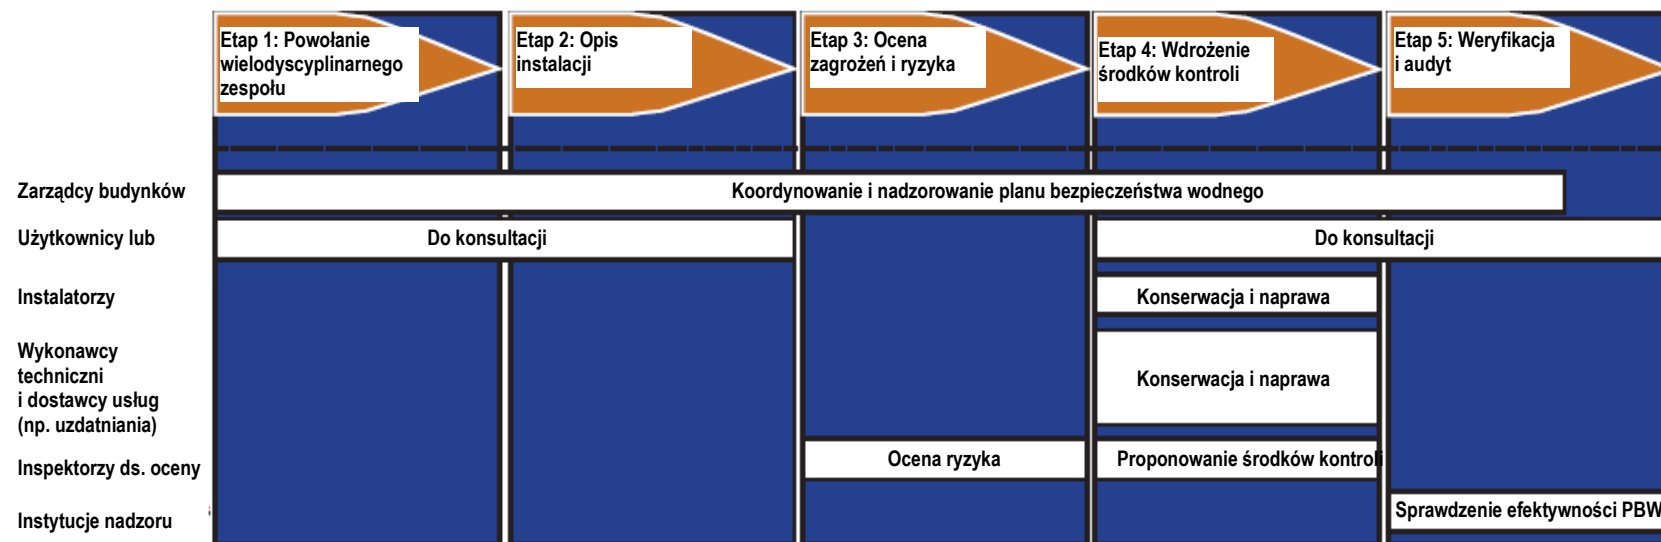 Etap 1: Powołanie
wielodyscyplinarnego
zespołu
Etap 2: Opis
instalacji
Etap 3: Ocena
zagrożeń i ryzyka
Etap 4: Wdrożenie
środków kontroli
Etap 5: Weryfikacja
i audyt
Zarządcy budynków
Koordynowanie i nadzorowanie planu bezpieczeństwa wodnego
Użytkownicy lub
Do konsultacji
Do konsultacji
Instalatorzy
Konserwacja i naprawa
Wykonawcy
techniczni
i dostawcy usług
(np. uzdatniania)
Konserwacja i naprawa
Inspektorzy ds. oceny
Ocena ryzyka
Proponowanie środków kontroli
Instytucje nadzoru
Sprawdzenie efektywności PBW